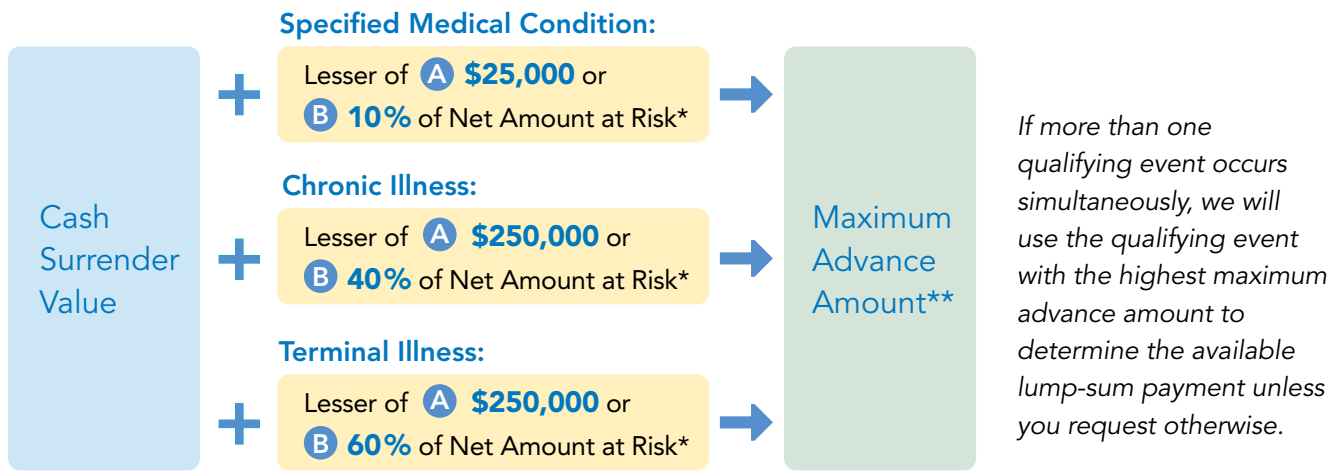 Cash
Surrender
Value
Specified Medical Condition:
Lesser of A $25,000 or
B 10% of Net Amount at Risk*
Chronic Illness:
Lesser of A $250,000 or
B 40% of Net Amount at Risk*
Terminal Illness:
Lesser of A $250,000 or
B 60% of Net Amount at Risk*
Maximum
Advance
Amount**
If more than one
qualifying event occurs
simultaneously, we will
use the qualifying event
with the highest maximum
advance amount to
determine the available
lump-sum payment unless
you request otherwise.